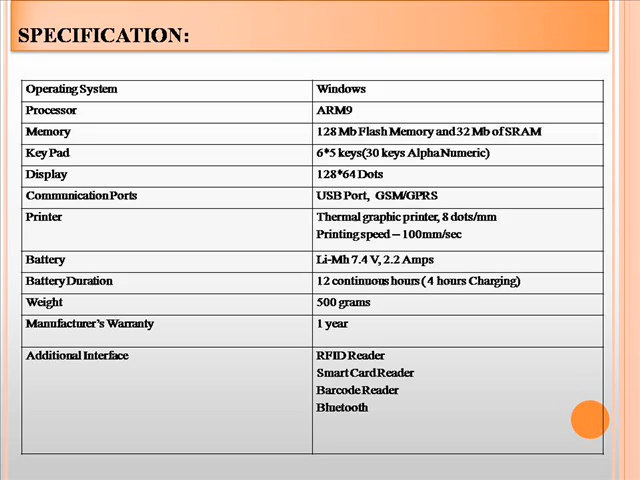 SPECIFICATION:
Operating System Windows
Processor ARM9
Memory 128 Mb Flash Memory and 32 Mb of SRAM
Key Pad 6*5 keys(30 keys Alpha Numeric)
Display 128*64 Dots
Communication Ports USB Port, GSM/GPRS
Printer Thermal graphic printer, 8 dots/mm
Printing speed – 100mm/sec
Battery Li-Mh 7.4 V, 2.2 Amps
Battery Duration 12 continuous hours ( 4 hours Charging)
Weight 500 grams
Manufacturer's Warranty 1 year
Additional Interface RFID Reader
Smart Card Reader
Barcode Reader
Bluetooth